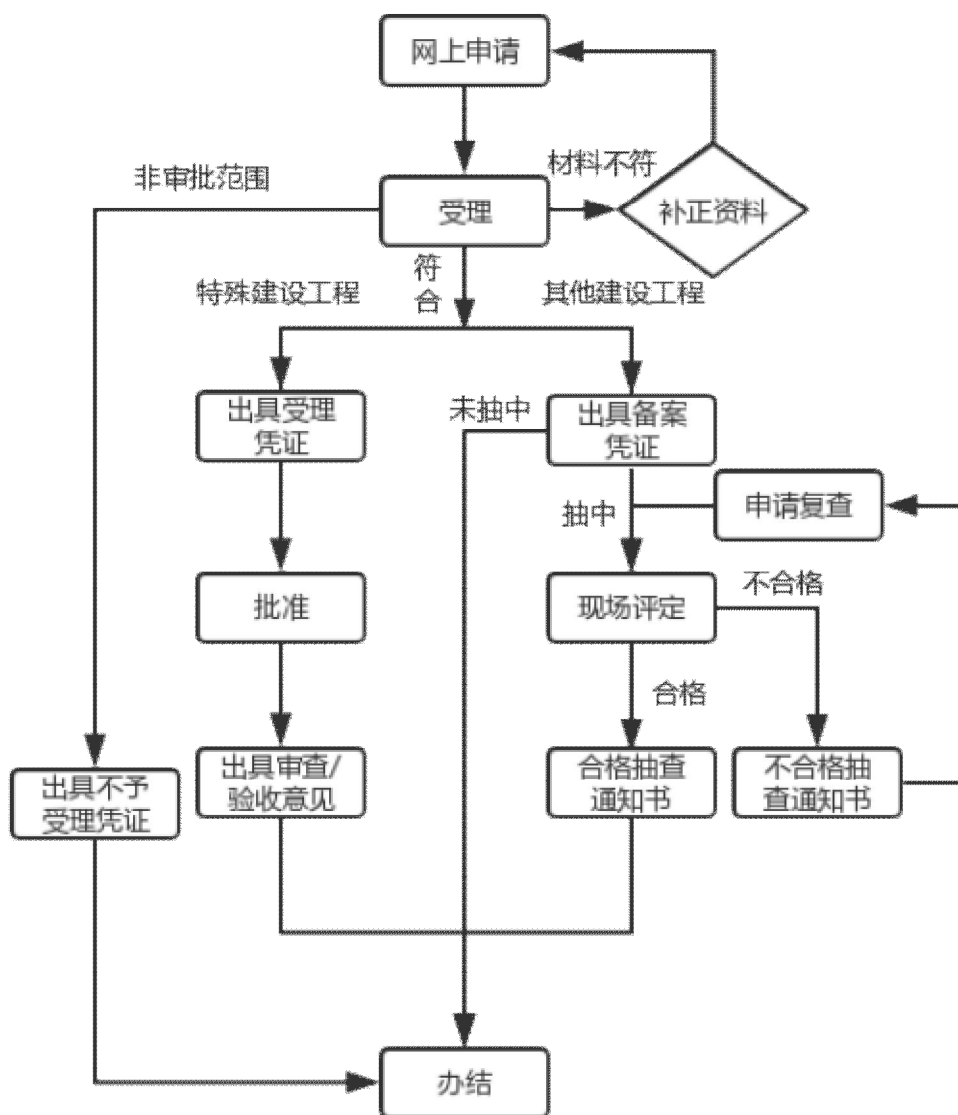 网上申请
材料不符
非审批范围
受理
补正资料
符
合
特殊建设工程
其他建设工程
出具受理
凭证
未抽中
出具备案
凭证
抽中
申请复查
批准
现场评定
不合格
合格
出具不予
受理凭证
出具审查/
验收意见
合格抽查
通知书
不合格抽
查通知书
办结